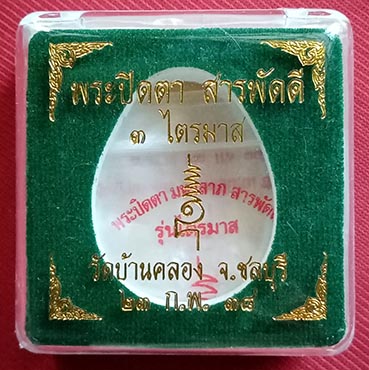 พระปิดตา สารพัดดี
๓ ไตรมาส
พระปิดตา มหาลาภ สารพัดดี
รุ่นไตรมาส
วัดบ้านคลอง จ.ชลบุรี
๒๓ ก.พ. ๓๘